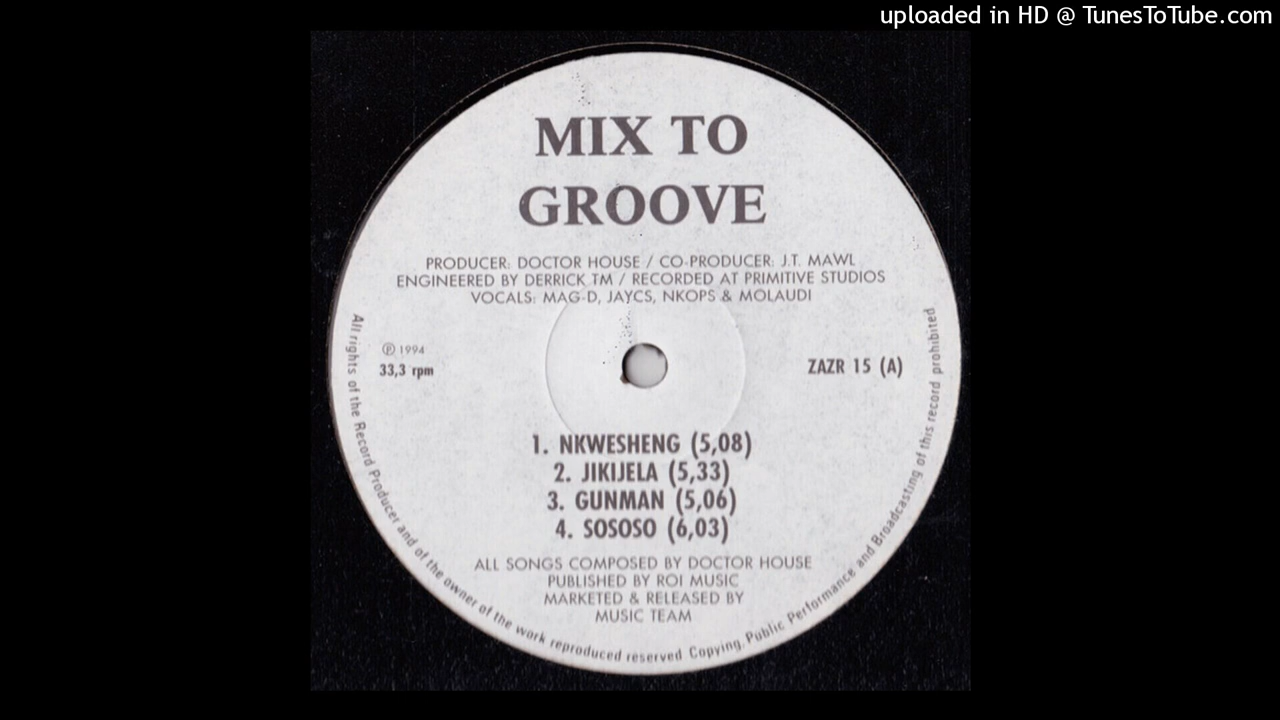 uploaded in HD @ TunesToTube.com
MIX TO
GROOVE
PRODUCER: DOCTOR HOUSE / CO-PRODUCER: J.T. MAWL
ENGINEERED BY DERRICK TM / RECORDED AT PRIMITIVE STUDIOS
VOCALS: MAG-D, JAYCS, NKOPS & MOLAUDI
℗ 1994
33,3 rpm
ZAZR 15 (A)
1. NKWESHENG (5,08)
2. JIKIJELA (5,33)
3. GUNMAN (5,06)
4. SOSOSO (6,03)
ALL SONGS COMPOSED BY DOCTOR HOUSE
PUBLISHED BY ROI MUSIC
MARKETED & RELEASED BY
MUSIC TEAM
All rights of the Record Producer and of the owner of the work reproduced reserved Copying, Public Performance and Broadcasting of this record prohibited